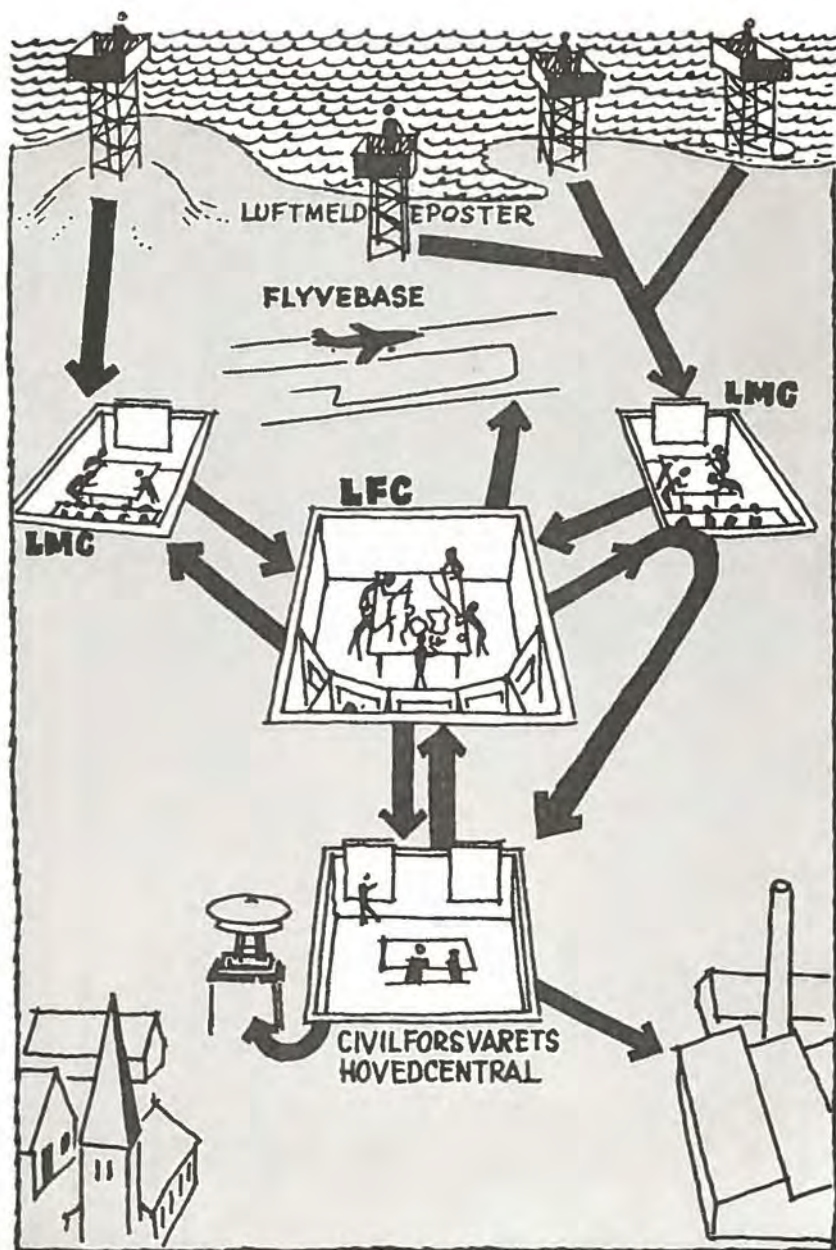 LUFTMELDEPOSTER
FLYVEBASE
LMC
LFC
LMC
CIVILFORSVARETS
HOVEDCENTRAL